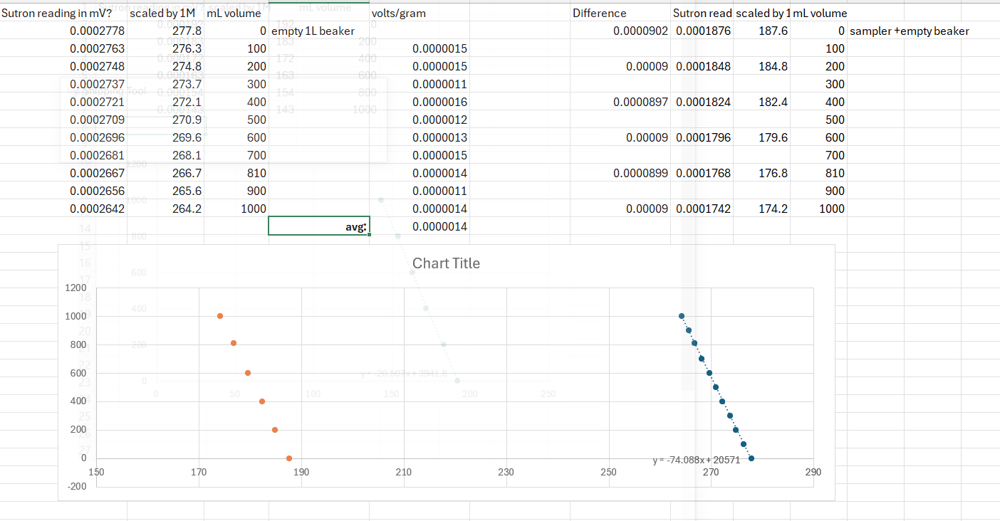 Sutron reading in mV? scaled by 1M mL volume volts/gram Difference Sutron read scaled by 1 mL volume
0.0002778 277.8 0 empty 1L beaker 0.0000902 0.0001876 187.6 0 sampler +empty beaker
0.0002763 276.3 100 0.0000015 100
0.0002748 274.8 200 0.0000015 0.00009 0.0001848 184.8 200
0.0002737 273.7 300 0.0000011 300
0.0002721 272.1 400 0.0000016 0.0000897 0.0001824 182.4 400
0.0002709 270.9 500 0.0000012 500
0.0002696 269.6 600 0.0000013 0.00009 0.0001796 179.6 600
0.0002681 268.1 700 0.0000015 700
0.0002667 266.7 810 0.0000014 0.0000899 0.0001768 176.8 810
0.0002656 265.6 900 0.0000011 900
0.0002642 264.2 1000 0.0000014 0.00009 0.0001742 174.2 1000
avg: 0.0000014
Chart Title
1200
1000
800
600
400
200
0
-200
y = -74.088x + 20571
150 170 190 210 230 250 270 290